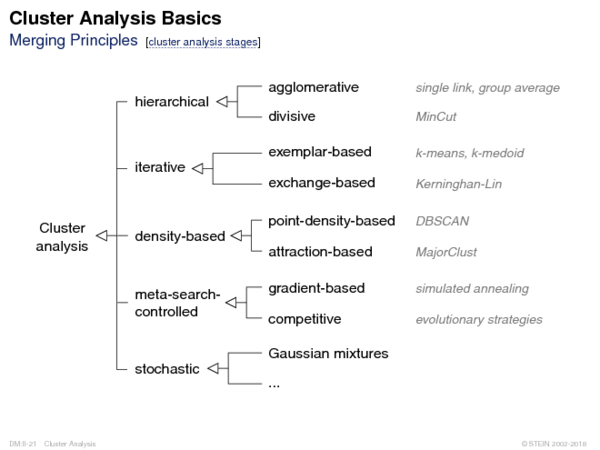 Cluster Analysis Basics
Merging Principles [cluster analysis stages]
agglomerative single link, group average
hierarchical
divisive MinCut
exemplar-based k-means, k-medoid
iterative
exchange-based Kerninghan-Lin
Cluster
analysis
point-density-based DBSCAN
density-based
attraction-based MajorClust
gradient-based simulated annealing
meta-search-
controlled
competitive evolutionary strategies
Gaussian mixtures
stochastic
...
DM:II-21 Cluster Analysis © STEIN 2002-2018